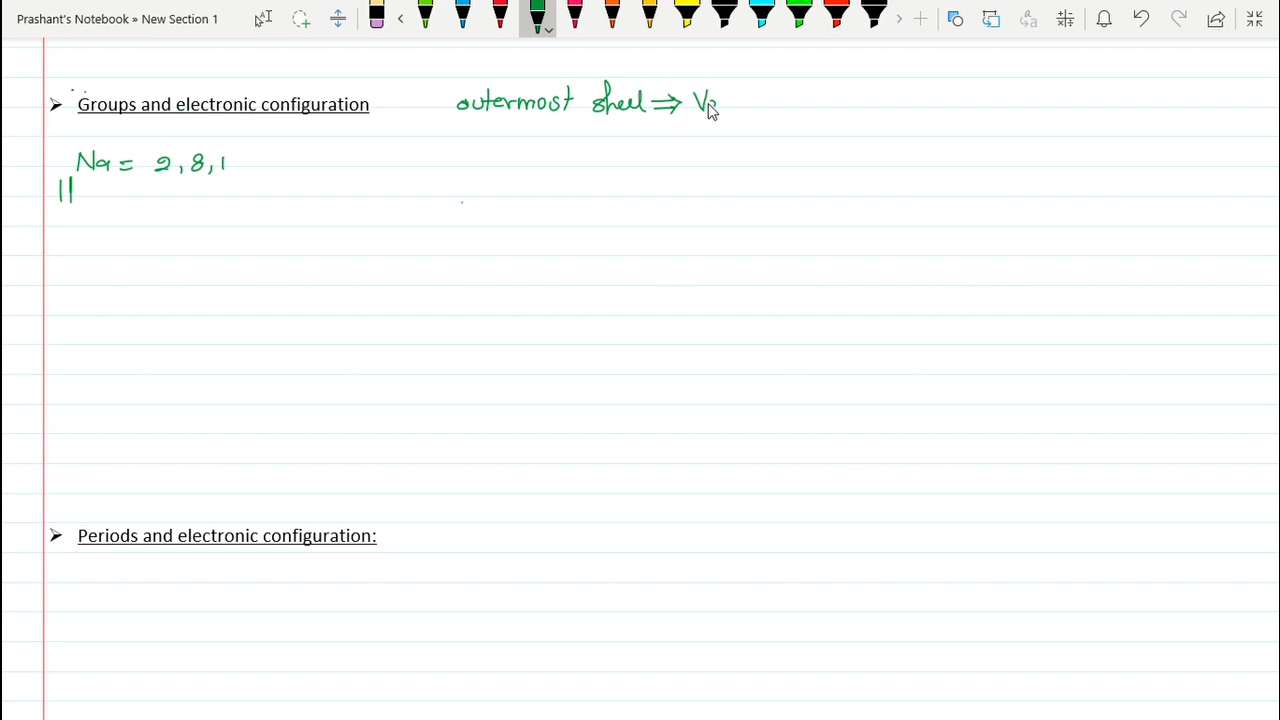 Prashant's Notebook » New Section 1
Groups and electronic configuration outermost shell ⇒
Na = 2, 8, 1
11
Periods and electronic configuration: